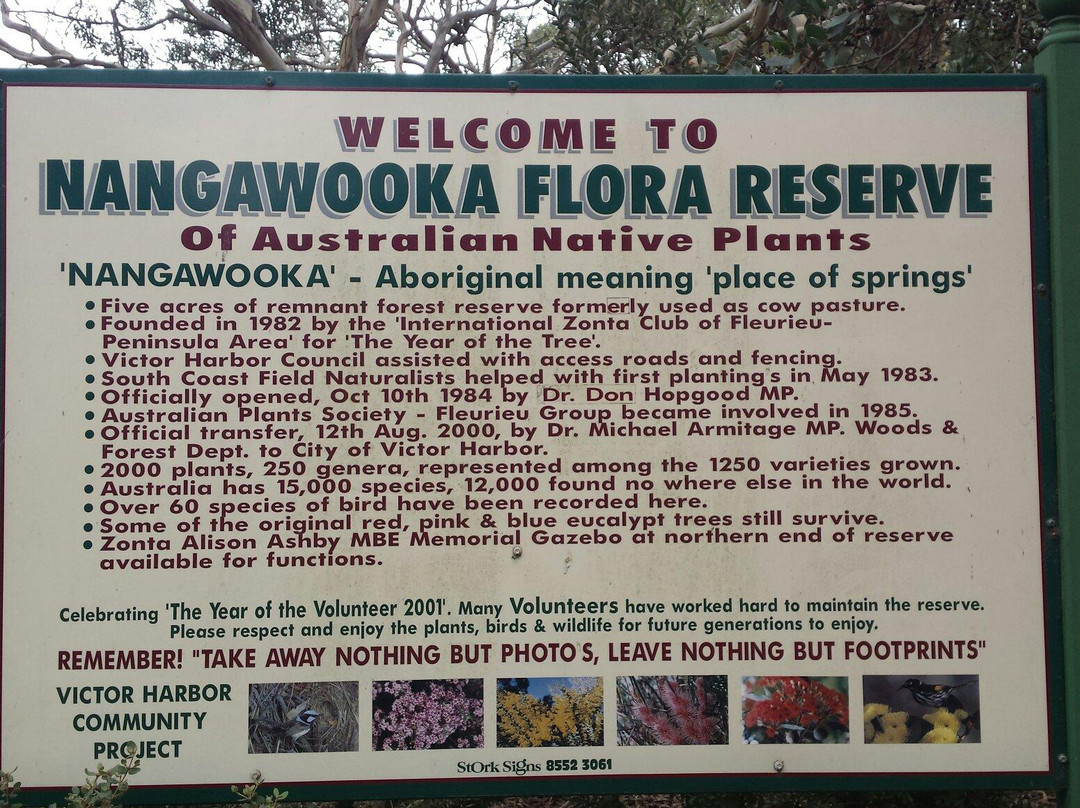 WELCOME TO
NANGAWOOKA FLORA RESERVE
Of Australian Native Plants
'NANGAWOOKA' - Aboriginal meaning 'place of springs'
• Five acres of remnant forest reserve formerly used as cow pasture.
• Founded in 1982 by the 'International Zonta Club of Fleurieu-
Peninsula Area' for 'The Year of the Tree'.
• Victor Harbor Council assisted with access roads and fencing.
• South Coast Field Naturalists helped with first planting's in May 1983.
• Officially opened, Oct 10th 1984 by Dr. Don Hopgood MP.
• Australian Plants Society - Fleurieu Group became involved in 1985.
• Official transfer, 12th Aug. 2000, by Dr. Michael Armitage MP. Woods &
Forest Dept. to City of Victor Harbor.
• 2000 plants, 250 genera, represented among the 1250 varieties grown.
• Australia has 15,000 species, 12,000 found no where else in the world.
• Over 60 species of bird have been recorded here.
• Some of the original red, pink & blue eucalypt trees still survive.
• Zonta Alison Ashby MBE Memorial Gazebo at northern end of reserve
available for functions.
Celebrating 'The Year of the Volunteer 2001'. Many Volunteers have worked hard to maintain the reserve.
Please respect and enjoy the plants, birds & wildlife for future generations to enjoy.
REMEMBER! "TAKE AWAY NOTHING BUT PHOTO'S, LEAVE NOTHING BUT FOOTPRINTS"
VICTOR HARBOR
COMMUNITY
PROJECT
StOrk Signs 8552 3061